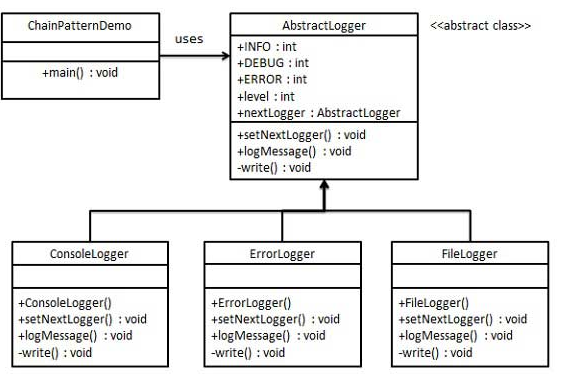 ChainPatternDemo
+main() : void
uses
AbstractLogger
<<abstract class>>
+INFO : int
+DEBUG : int
+ERROR : int
+level : int
+nextLogger : AbstractLogger
+setNextLogger() : void
+logMessage() : void
-write() : void
ConsoleLogger
+ConsoleLogger()
+setNextLogger() : void
+logMessage() : void
-write() : void
ErrorLogger
+ErrorLogger()
+setNextLogger() : void
+logMessage() : void
-write() : void
FileLogger
+FileLogger()
+setNextLogger() : void
+logMessage() : void
-write() : void